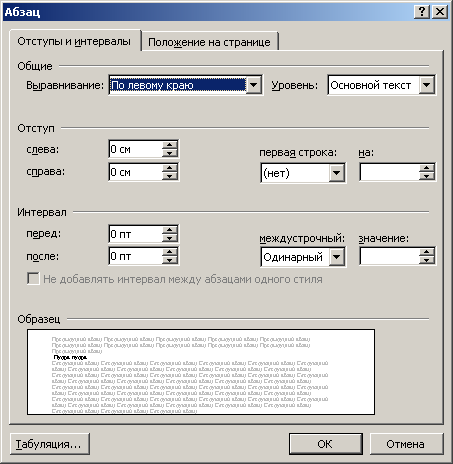 Абзац
Отступы и интервалы Положение на странице
Общие
Выравнивание: По левому краю Уровень: Основной текст
Отступ
слева: 0 см первая строка: на:
справа: 0 см (нет)
Интервал
перед: 0 пт междустрочный: значение:
после: 0 пт Одинарный
Не добавлять интервал между абзацами одного стиля
Образец
Табуляция... ОК Отмена